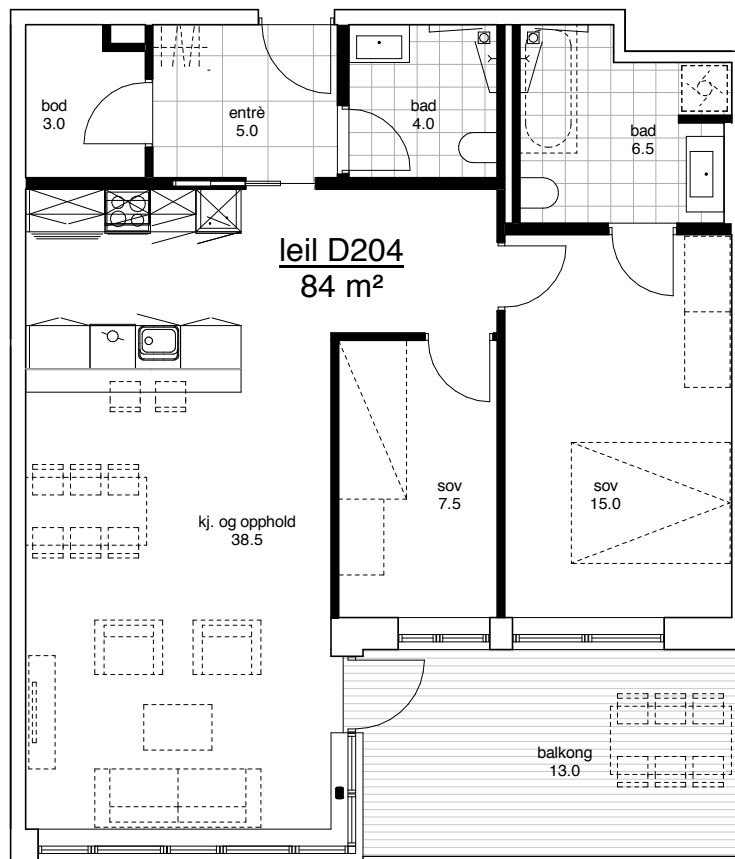 bod
3.0
entrè
5.0
bad
4.0
bad
6.5
leil D204
84 m²
sov
7.5
sov
15.0
kj. og opphold
38.5
balkong
13.0